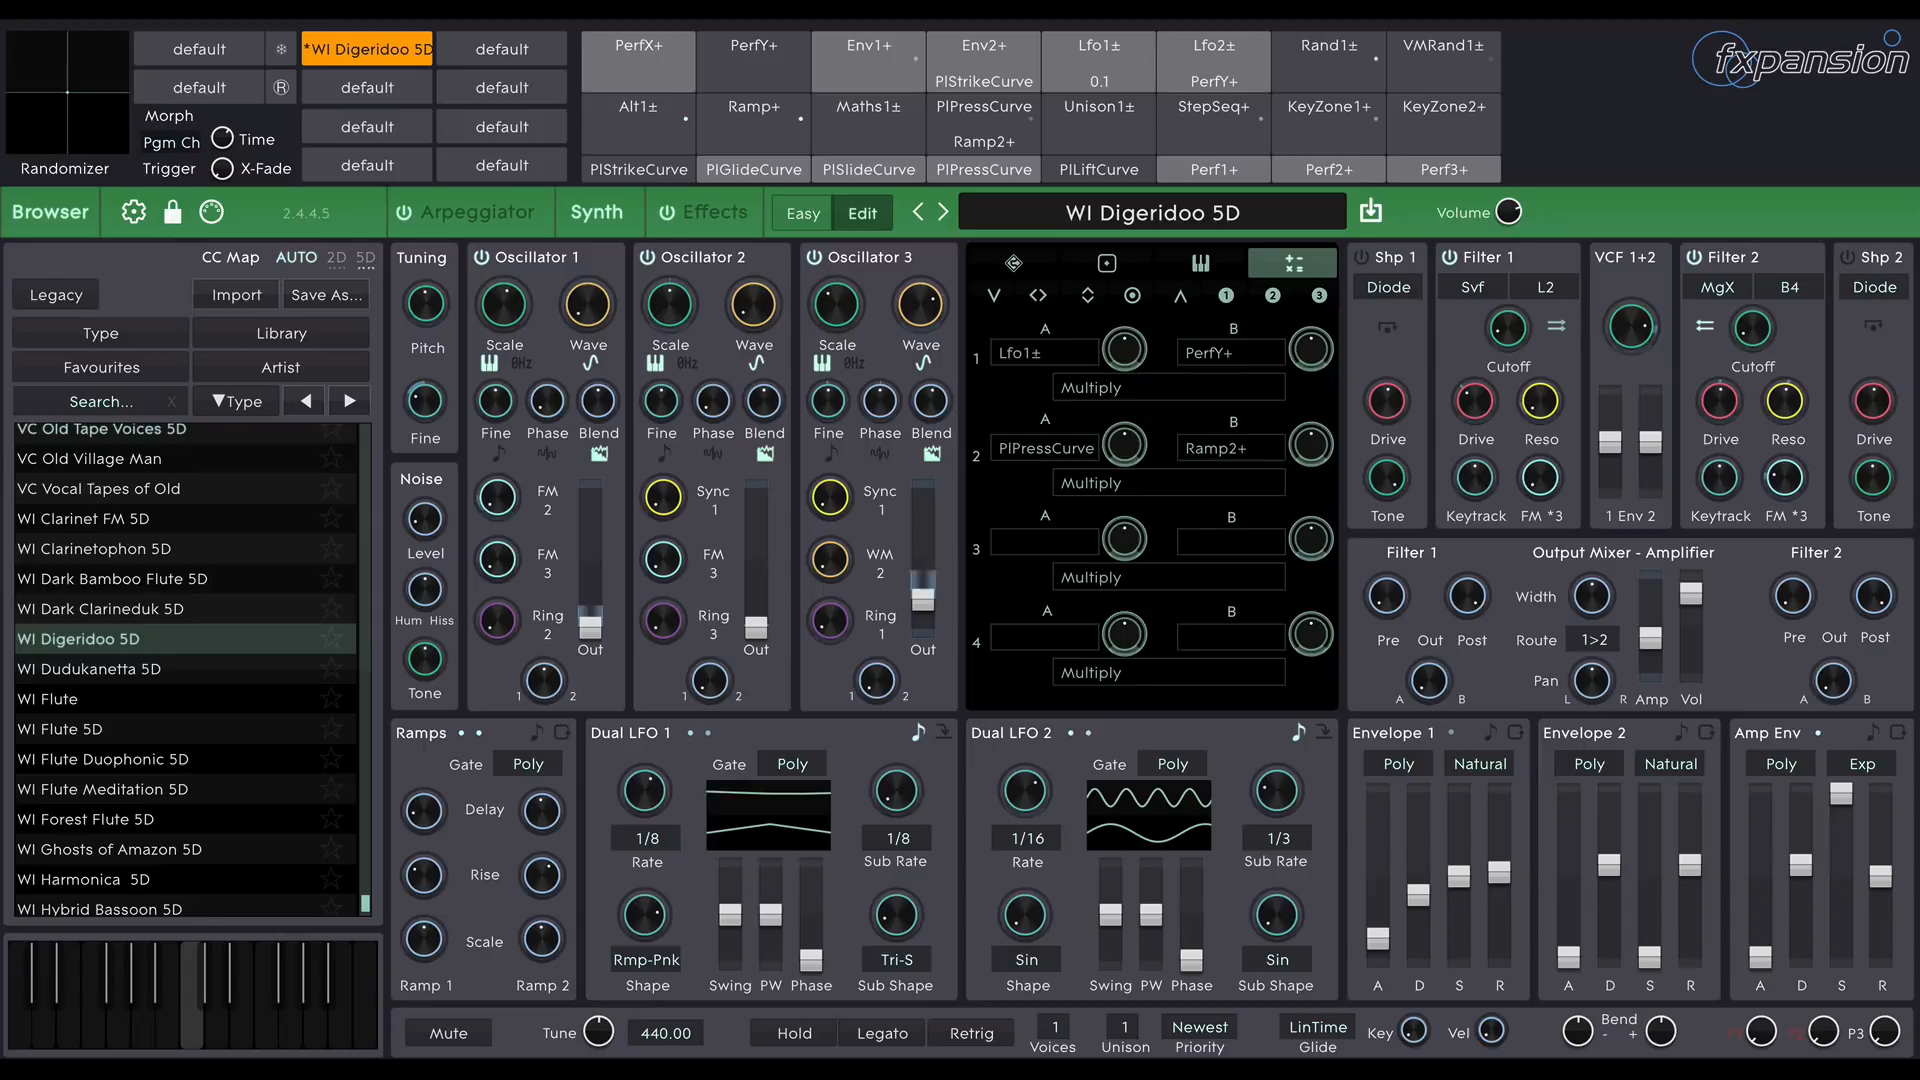 default
*WI Digeridoo 5D
default
default
default
default
Morph
Pgm Ch
Time
Trigger
X-Fade
Randomizer
default
default
default
default
PerfX+
PerfY+
Env1+
Env2+
Lfo1±
Lfo2±
Rand1±
VMRand1±
PlStrikeCurve
0.1
PerfY+
Alt1±
Ramp+
Maths1±
PlPressCurve
Unison1±
StepSeq+
KeyZone1+
KeyZone2+
Ramp2+
PlStrikeCurve
PlGlideCurve
PlSlideCurve
PlPressCurve
PlLiftCurve
Perf1+
Perf2+
Perf3+
fxpansion
Browser
2.4.4.5
Arpeggiator
Synth
Effects
Easy
Edit
WI Digeridoo 5D
Volume
CC Map
AUTO
2D
5D
Legacy
Import
Save As...
Type
Library
Favourites
Artist
Search...
x
▼Type
VC Old Tape Voices 5D
VC Old Village Man
VC Vocal Tapes of Old
WI Clarinet FM 5D
WI Clarinetophon 5D
WI Dark Bamboo Flute 5D
WI Dark Clarineduk 5D
WI Digeridoo 5D
WI Dudukanetta 5D
WI Flute
WI Flute 5D
WI Flute Duophonic 5D
WI Flute Meditation 5D
WI Forest Flute 5D
WI Ghosts of Amazon 5D
WI Harmonica 5D
WI Hybrid Bassoon 5D
Tuning
Pitch
Fine
Noise
Level
Hum Hiss
Tone
Oscillator 1
Scale
Wave
0Hz
Fine
Phase
Blend
FM
2
FM
3
Ring
2
Out
1
2
Oscillator 2
Scale
Wave
0Hz
Fine
Phase
Blend
Sync
1
FM
3
Ring
3
Out
1
2
Oscillator 3
Scale
Wave
0Hz
Fine
Phase
Blend
Sync
1
WM
2
Ring
1
Out
1
2
1 2 3
A
B
1
Lfo1±
PerfY+
Multiply
A
B
2
PlPressCurve
Ramp2+
Multiply
A
B
3
Multiply
A
B
4
Multiply
Shp 1
Diode
Drive
Tone
Filter 1
Svf
L2
Cutoff
Drive
Reso
Keytrack
FM *3
VCF 1+2
1 Env 2
Filter 2
MgX
B4
Cutoff
Drive
Reso
Keytrack
FM *3
Shp 2
Diode
Drive
Tone
Filter 1
Output Mixer - Amplifier
Filter 2
Width
Pre
Out
Post
Route
1>2
Pre
Out
Post
Pan
A
B
L
R
Amp
Vol
A
B
Ramps
Gate
Poly
Delay
Rise
Scale
Ramp 1
Ramp 2
Dual LFO 1
Gate
Poly
1/8
Rate
1/8
Sub Rate
Rmp-Pnk
Tri-S
Shape
Swing
PW
Phase
Sub Shape
Dual LFO 2
Gate
Poly
1/16
Rate
1/3
Sub Rate
Sin
Sin
Shape
Swing
PW
Phase
Sub Shape
Envelope 1
Poly
Natural
A
D
S
R
Envelope 2
Poly
Natural
A
D
S
R
Amp Env
Poly
Exp
A
D
S
R
Mute
Tune
440.00
Hold
Legato
Retrig
1
Voices
1
Unison
Newest
Priority
LinTime
Glide
Key
Vel
Bend
- +
P1
P2
P3